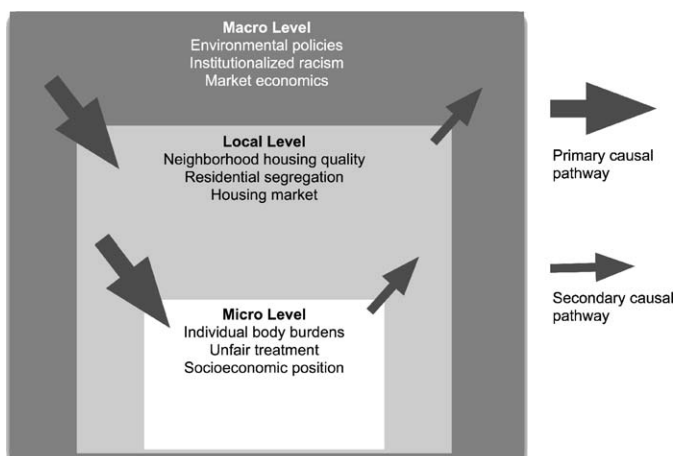 Macro Level
Environmental policies
Institutionalized racism
Market economics
Local Level
Neighborhood housing quality
Residential segregation
Housing market
Micro Level
Individual body burdens
Unfair treatment
Socioeconomic position
Primary causal
pathway
Secondary causal
pathway